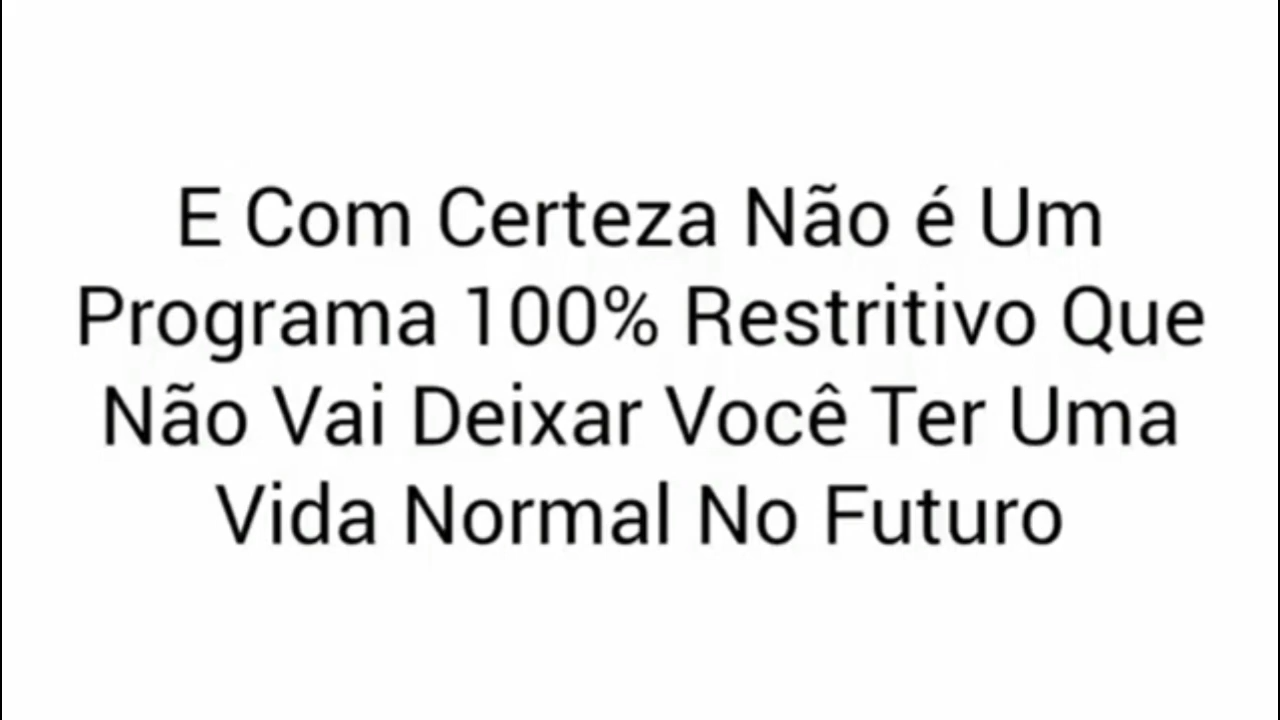 E Com Certeza Não é Um
Programa 100% Restritivo Que
Não Vai Deixar Você Ter Uma
Vida Normal No Futuro